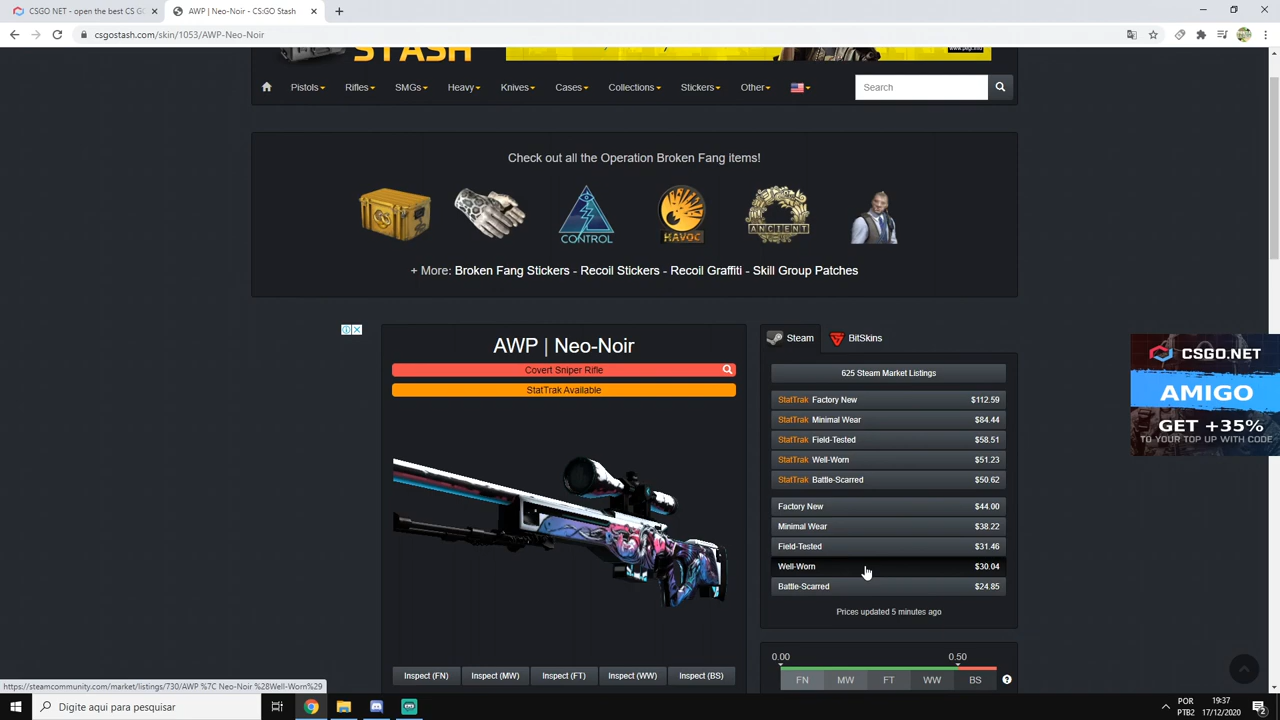 CSGO NET - open the best CS G
AWP | Neo-Noir - CS:GO Stash
csgostash.com/skin/1053/AWP-Neo-Noir
STASH
Pistols Rifles SMGs Heavy Knives Cases Collections Stickers Other Search
Check out all the Operation Broken Fang items!
CONTROL HAVOC ANCIENT
+ More: Broken Fang Stickers - Recoil Stickers - Recoil Graffiti - Skill Group Patches
AWP | Neo-Noir
Covert Sniper Rifle
StatTrak Available
Inspect (FN) Inspect (MW) Inspect (FT) Inspect (WW) Inspect (BS)
Steam BitSkins
625 Steam Market Listings
StatTrak Factory New $112.59
StatTrak Minimal Wear $84.44
StatTrak Field-Tested $58.51
StatTrak Well-Worn $51.23
StatTrak Battle-Scarred $50.62
Factory New $44.00
Minimal Wear $38.22
Field-Tested $31.46
Well-Worn $30.04
Battle-Scarred $24.85
Prices updated 5 minutes ago
0.00 0.50
FN MW FT WW BS
CSGO.NET
AMIGO
GET +35%
TO YOUR TOP UP WITH CODE
https://steamcommunity.com/market/listings/730/AWP %7C Neo-Noir %28Well-Worn%29
Digite aqui para pesquisar
POR
PTB2
19:37
17/12/2020
2